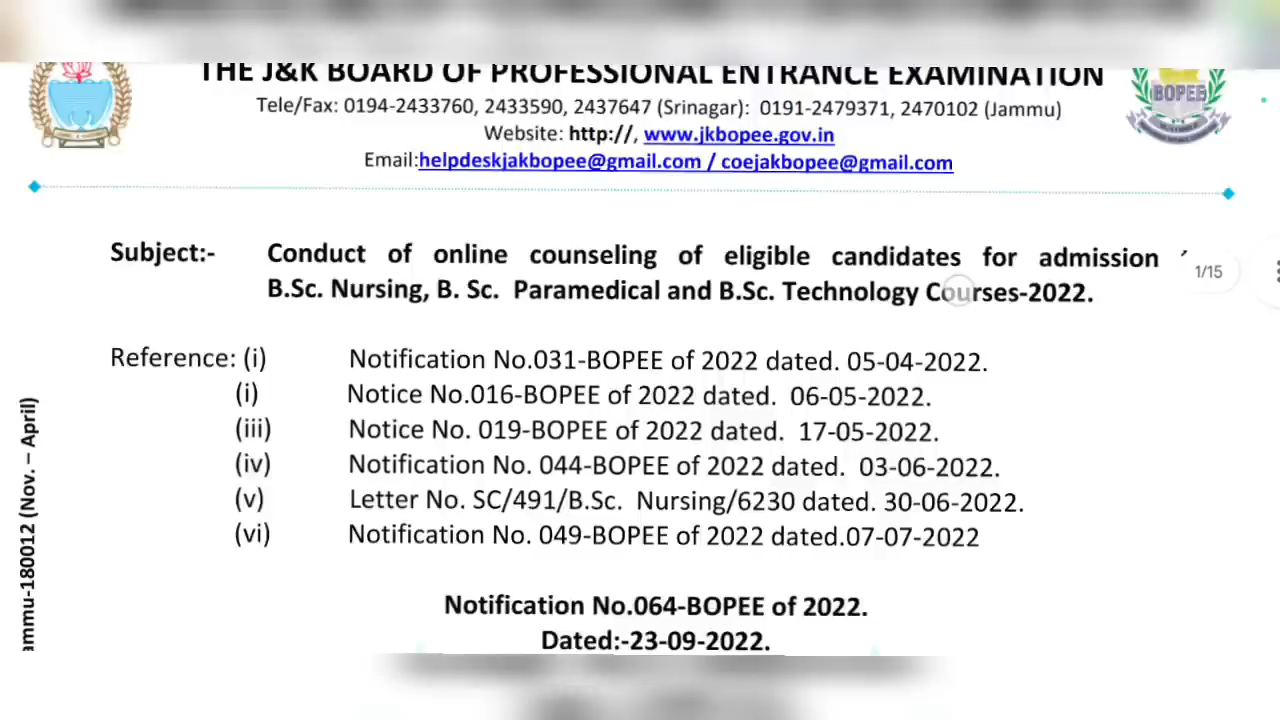 THE J&K BOARD OF PROFESSIONAL ENTRANCE EXAMINATION
Tele/Fax: 0194-2433760, 2433590, 2437647 (Srinagar): 0191-2479371, 2470102 (Jammu)
Website: http://, www.jkbopee.gov.in
Email:helpdeskjakbopee@gmail.com / coejakbopee@gmail.com
BOPEE
Subject:- Conduct of online counseling of eligible candidates for admission
B.Sc. Nursing, B. Sc. Paramedical and B.Sc. Technology Courses-2022.
1/15
Reference: (i) Notification No.031-BOPEE of 2022 dated. 05-04-2022.
(i) Notice No.016-BOPEE of 2022 dated. 06-05-2022.
(iii) Notice No. 019-BOPEE of 2022 dated. 17-05-2022.
(iv) Notification No. 044-BOPEE of 2022 dated. 03-06-2022.
(v) Letter No. SC/491/B.Sc. Nursing/6230 dated. 30-06-2022.
(vi) Notification No. 049-BOPEE of 2022 dated.07-07-2022
Notification No.064-BOPEE of 2022.
Dated:-23-09-2022.
ammu-180012 (Nov. – April)